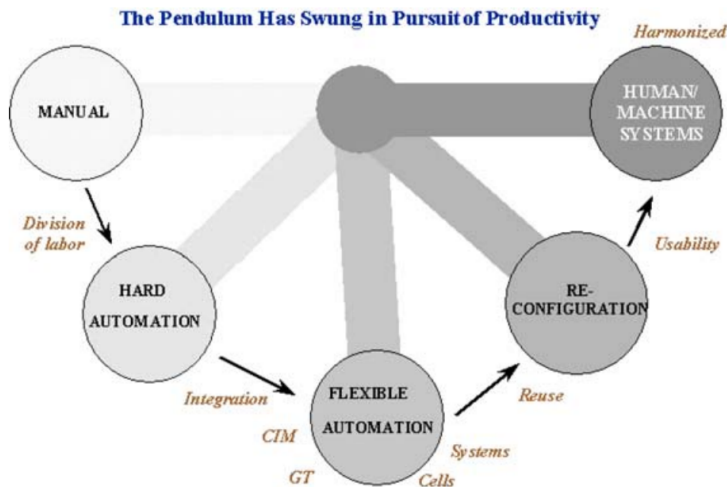 The Pendulum Has Swung in Pursuit of Productivity
Harmonized
MANUAL
HUMAN/
MACHINE
SYSTEMS
Division
of labor
Usability
HARD
AUTOMATION
RE-
CONFIGURATION
Integration
FLEXIBLE
AUTOMATION
Reuse
CIM
Systems
GT
Cells